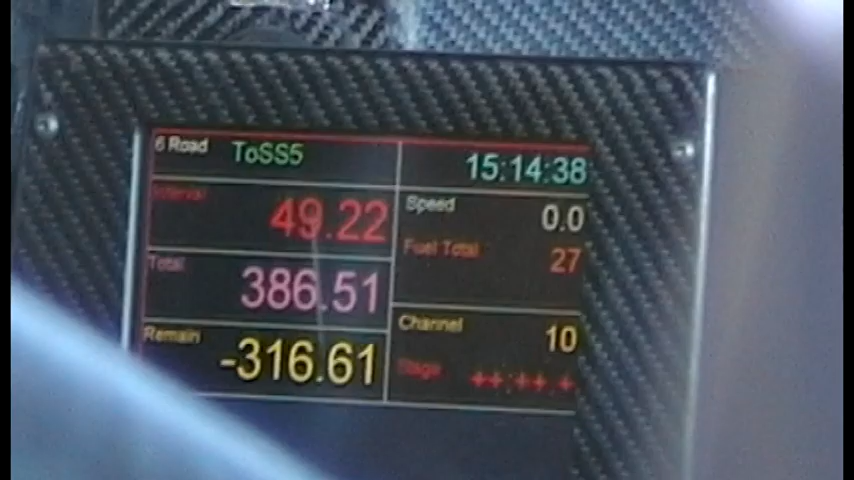 6 Road ToSS5 15:14:38
Interval 49.22
Speed 0.0
Fuel Total 27
Total 386.51
Channel 10
Remain -316.61
Stage ++:++.+